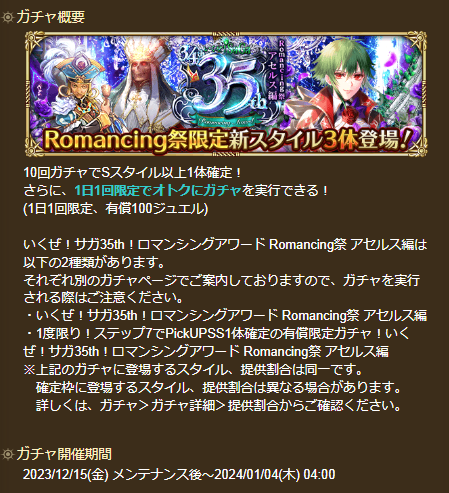 ガチャ概要
35th
Romancing祭
アセルス編
Romancing祭限定新スタイル3体登場！
10回ガチャでSスタイル以上1体確定！
さらに、1日1回限定でオトクにガチャを実行できる！
(1日1回限定、有償100ジュエル)
いくぜ！サガ35th！ロマンシングアワード Romancing祭 アセルス編は
以下の2種類があります。
それぞれ別のガチャページでご案内しておりますので、ガチャを実行
される際はご注意ください。
・いくぜ！サガ35th！ロマンシングアワード Romancing祭 アセルス編
・1度限り！ステップ7でPickUPSS1体確定の有償限定ガチャ！いく
ぜ！サガ35th！ロマンシングアワード Romancing祭 アセルス編
※上記のガチャに登場するスタイル、提供割合は同一です。
確定枠に登場するスタイル、提供割合は異なる場合があります。
詳しくは、ガチャ＞ガチャ詳細＞提供割合からご確認ください。
ガチャ開催期間
2023/12/15(金) メンテナンス後～2024/01/04(木) 04:00